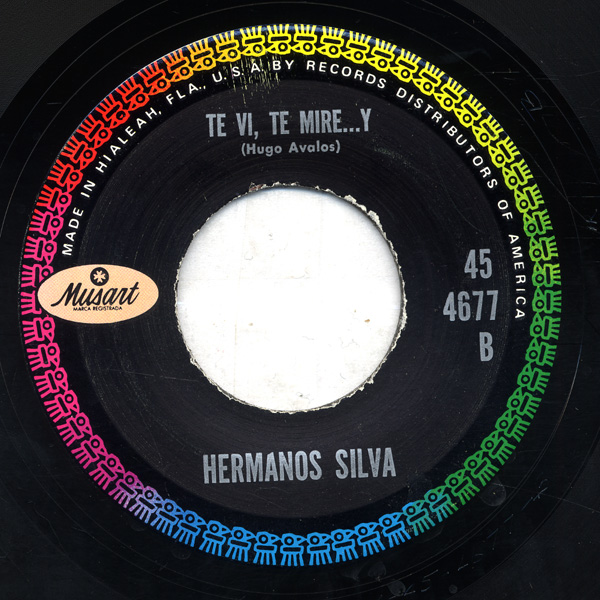 MADE IN HIALEAH, FLA., U.S.A. BY RECORDS DISTRIBUTORS OF AMERICA
TE VI, TE MIRE...Y
(Hugo Avalos)
Musart
MARCA REGISTRADA
45
4677
B
HERMANOS SILVA